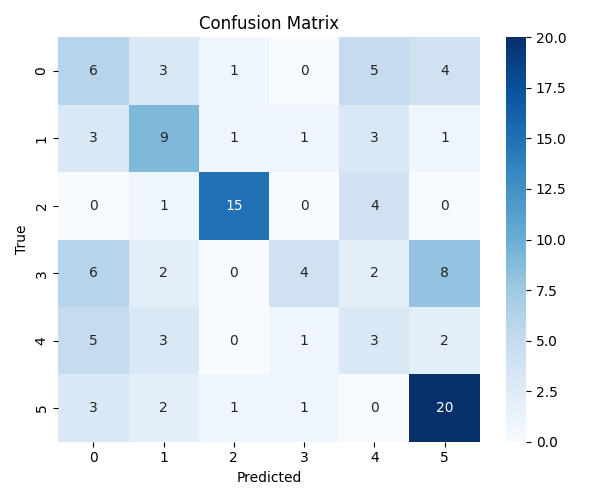 Confusion Matrix
True
0 6 3 1 0 5 4
1 3 9 1 1 3 1
2 0 1 15 0 4 0
3 6 2 0 4 2 8
4 5 3 0 1 3 2
5 3 2 1 1 0 20
0 1 2 3 4 5
Predicted
20.0
17.5
15.0
12.5
10.0
7.5
5.0
2.5
0.0